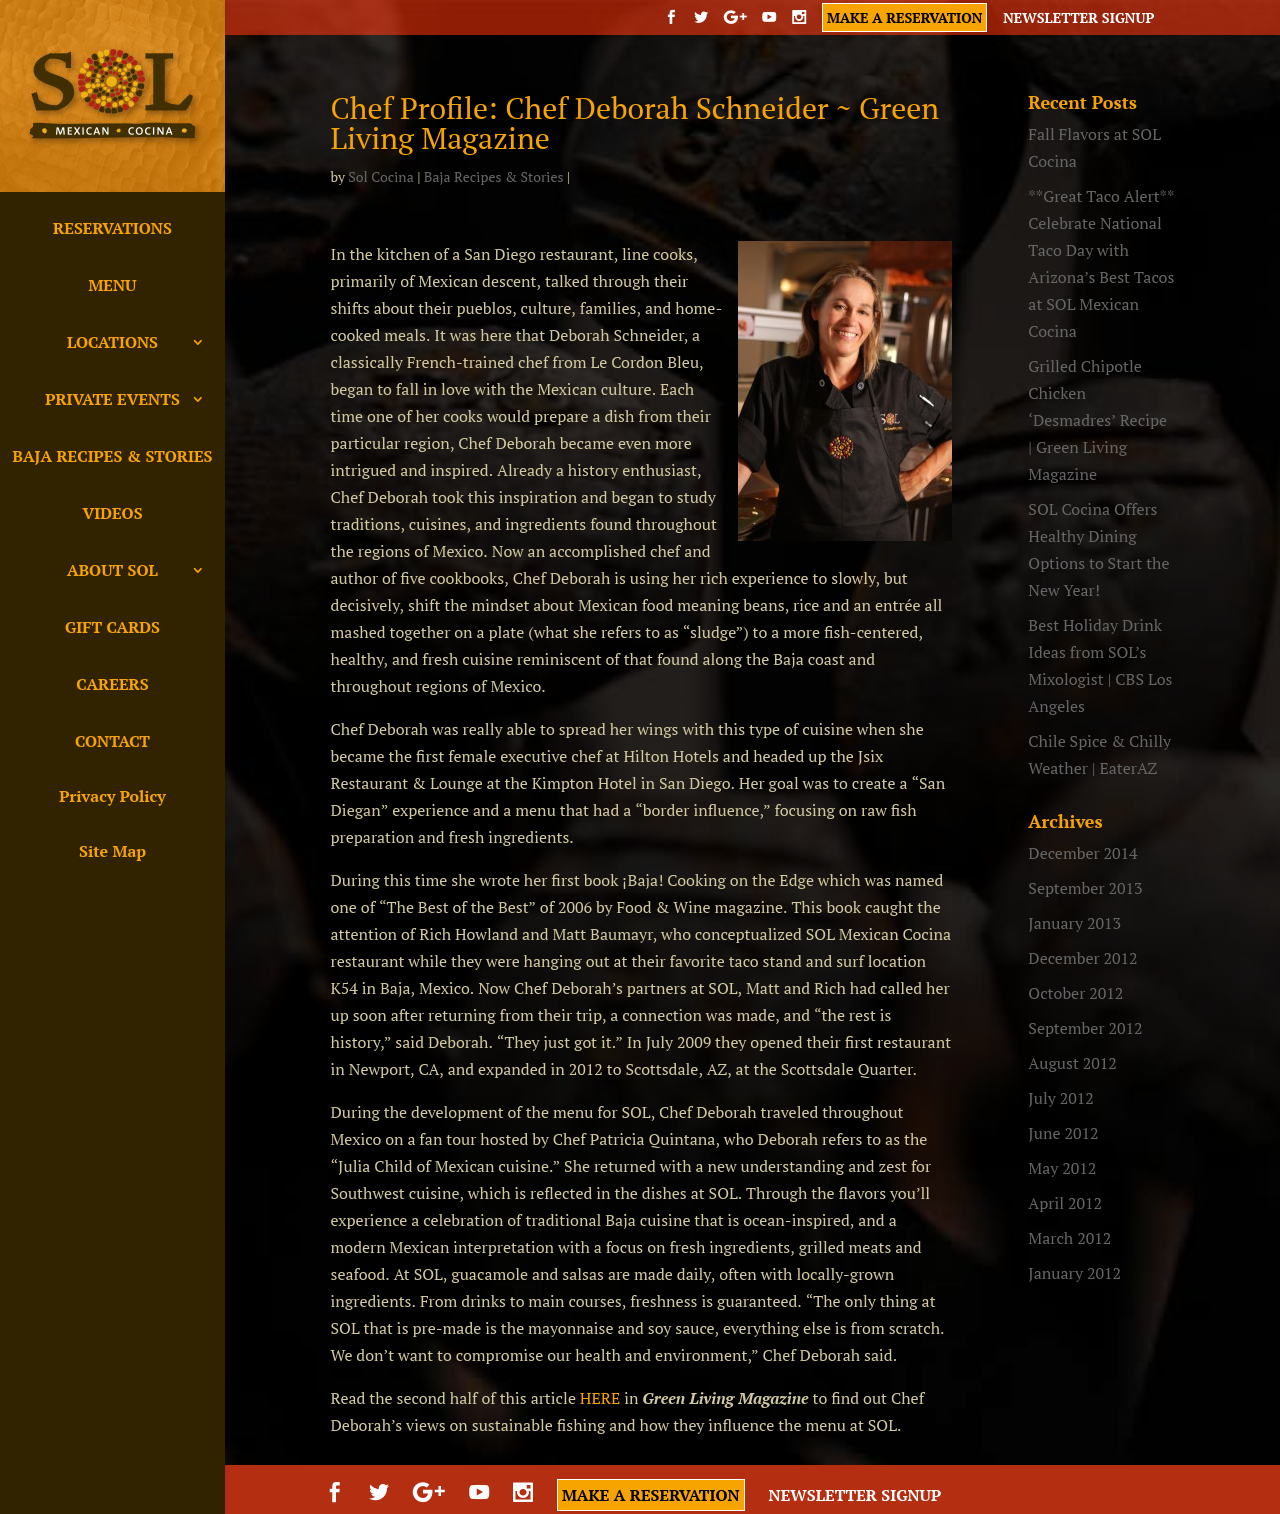 SOL
MEXICAN • COCINA
RESERVATIONS
MENU
LOCATIONS
PRIVATE EVENTS
BAJA RECIPES & STORIES
VIDEOS
ABOUT SOL
GIFT CARDS
CAREERS
CONTACT
Privacy Policy
Site Map
MAKE A RESERVATION
NEWSLETTER SIGNUP
Chef Profile: Chef Deborah Schneider ~ Green
Living Magazine
by Sol Cocina | Baja Recipes & Stories |
In the kitchen of a San Diego restaurant, line cooks,
primarily of Mexican descent, talked through their
shifts about their pueblos, culture, families, and home-
cooked meals. It was here that Deborah Schneider, a
classically French-trained chef from Le Cordon Bleu,
began to fall in love with the Mexican culture. Each
time one of her cooks would prepare a dish from their
particular region, Chef Deborah became even more
intrigued and inspired. Already a history enthusiast,
Chef Deborah took this inspiration and began to study
traditions, cuisines, and ingredients found throughout
the regions of Mexico. Now an accomplished chef and
author of five cookbooks, Chef Deborah is using her rich experience to slowly, but
decisively, shift the mindset about Mexican food meaning beans, rice and an entrée all
mashed together on a plate (what she refers to as “sludge”) to a more fish-centered,
healthy, and fresh cuisine reminiscent of that found along the Baja coast and
throughout regions of Mexico.
Chef Deborah was really able to spread her wings with this type of cuisine when she
became the first female executive chef at Hilton Hotels and headed up the Jsix
Restaurant & Lounge at the Kimpton Hotel in San Diego. Her goal was to create a “San
Diegan” experience and a menu that had a “border influence,” focusing on raw fish
preparation and fresh ingredients.
During this time she wrote her first book ¡Baja! Cooking on the Edge which was named
one of “The Best of the Best” of 2006 by Food & Wine magazine. This book caught the
attention of Rich Howland and Matt Baumayr, who conceptualized SOL Mexican Cocina
restaurant while they were hanging out at their favorite taco stand and surf location
K54 in Baja, Mexico. Now Chef Deborah’s partners at SOL, Matt and Rich had called her
up soon after returning from their trip, a connection was made, and “the rest is
history,” said Deborah. “They just got it.” In July 2009 they opened their first restaurant
in Newport, CA, and expanded in 2012 to Scottsdale, AZ, at the Scottsdale Quarter.
During the development of the menu for SOL, Chef Deborah traveled throughout
Mexico on a fan tour hosted by Chef Patricia Quintana, who Deborah refers to as the
“Julia Child of Mexican cuisine.” She returned with a new understanding and zest for
Southwest cuisine, which is reflected in the dishes at SOL. Through the flavors you’ll
experience a celebration of traditional Baja cuisine that is ocean-inspired, and a
modern Mexican interpretation with a focus on fresh ingredients, grilled meats and
seafood. At SOL, guacamole and salsas are made daily, often with locally-grown
ingredients. From drinks to main courses, freshness is guaranteed. “The only thing at
SOL that is pre-made is the mayonnaise and soy sauce, everything else is from scratch.
We don’t want to compromise our health and environment,” Chef Deborah said.
Read the second half of this article HERE in Green Living Magazine to find out Chef
Deborah’s views on sustainable fishing and how they influence the menu at SOL.
Recent Posts
Fall Flavors at SOL
Cocina
**Great Taco Alert**
Celebrate National
Taco Day with
Arizona’s Best Tacos
at SOL Mexican
Cocina
Grilled Chipotle
Chicken
‘Desmadres’ Recipe
| Green Living
Magazine
SOL Cocina Offers
Healthy Dining
Options to Start the
New Year!
Best Holiday Drink
Ideas from SOL’s
Mixologist | CBS Los
Angeles
Chile Spice & Chilly
Weather | EaterAZ
Archives
December 2014
September 2013
January 2013
December 2012
October 2012
September 2012
August 2012
July 2012
June 2012
May 2012
April 2012
March 2012
January 2012
MAKE A RESERVATION
NEWSLETTER SIGNUP